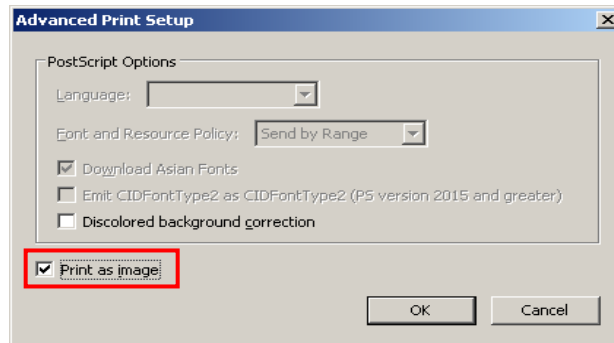 Advanced Print Setup
PostScript Options
Language:
Font and Resource Policy: Send by Range
Download Asian Fonts
Emit CIDFontType2 as CIDFontType2 (PS version 2015 and greater)
Discolored background correction
Print as image
OK Cancel